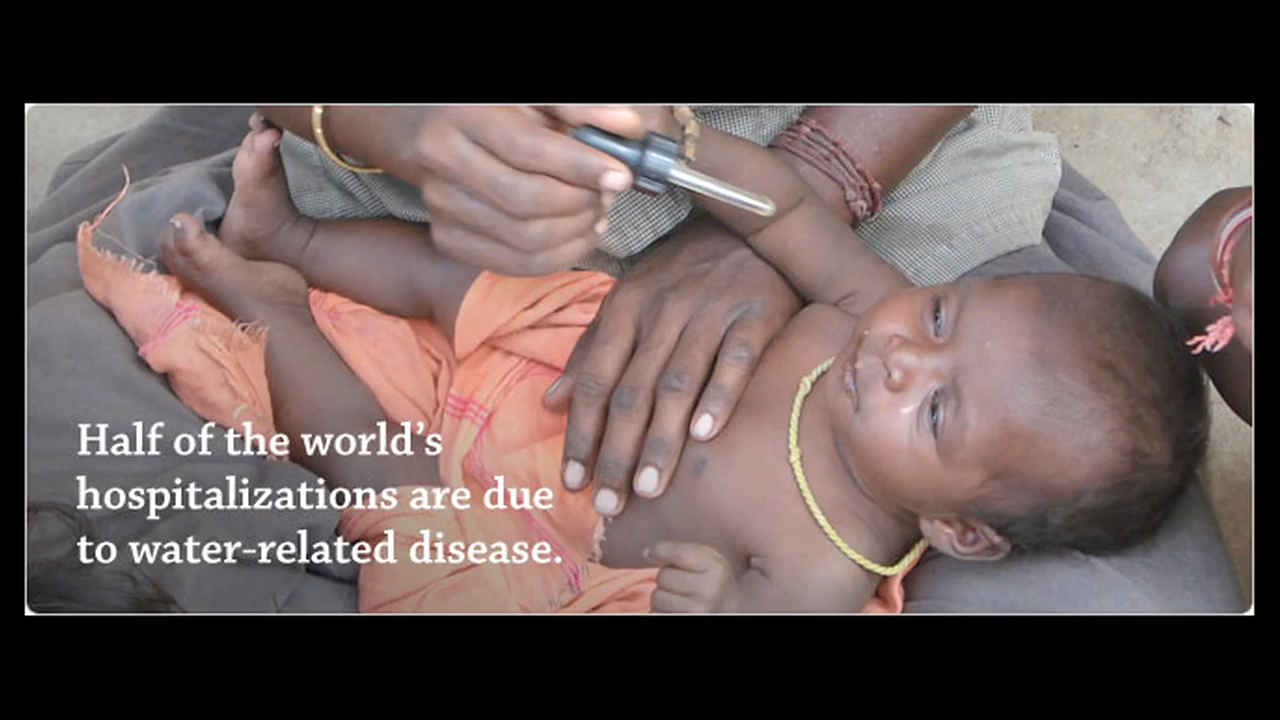 Half of the world’s
hospitalizations are due
to water-related disease.